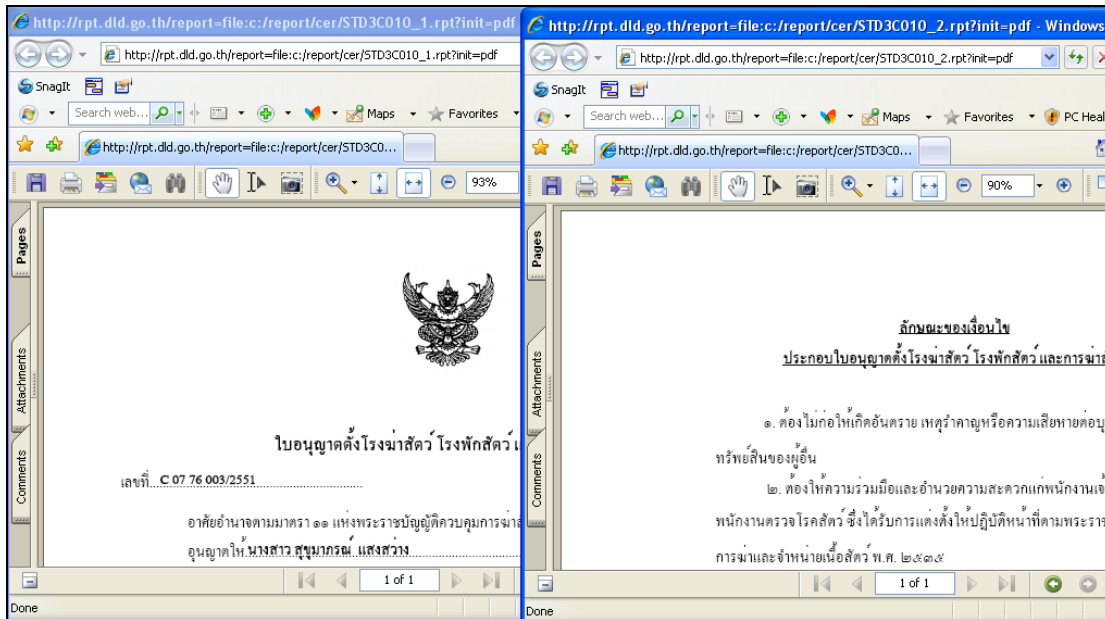 http://rpt.dld.go.th/report=file:c:/report/cer/STD3C010_1.rpt?init=pdf
http://rpt.dld.go.th/report=file:c:/report/cer/STD3C010_1.rpt?init=pdf
SnagIt
Search web...
Maps
Favorites
http://rpt.dld.go.th/report=file:c:/report/cer/STD3C0...
93%
Pages
Attachments
Comments
ใบอนุญาตตั้งโรงฆ่าสัตว์ โรงพักสัตว์
เลขที่ C 07 76 003/2551
อาศัยอำนาจตามมาตรา ๑๑ แห่งพระราชบัญญัติควบคุมการฆ่า
อนุญาตให้ นางสาว สุขุมาภรณ์ แสงสว่าง
1 of 1
Done
http://rpt.dld.go.th/report=file:c:/report/cer/STD3C010_2.rpt?init=pdf - Windows
http://rpt.dld.go.th/report=file:c:/report/cer/STD3C010_2.rpt?init=pdf
SnagIt
Search web...
Maps
Favorites
PC Heal
http://rpt.dld.go.th/report=file:c:/report/cer/STD3C0...
90%
Pages
Attachments
Comments
ลักษณะของเงื่อนไข
ประกอบใบอนุญาตตั้งโรงฆ่าสัตว์ โรงพักสัตว์ และการฆ่า
๑. ต้องไม่ก่อให้เกิดอันตราย เหตุรำคาญหรือความเสียหายต่อบุ
ทรัพย์สินของผู้อื่น
๒. ต้องให้ความร่วมมือและอำนวยความสะดวกแก่พนักงานเจ้
พนักงานตรวจโรคสัตว์ ซึ่งได้รับการแต่งตั้งให้ปฏิบัติหน้าที่ตามพระรา
การฆ่าและจำหน่ายเนื้อสัตว์ พ.ศ. ๒๕๓๕
1 of 1
Done